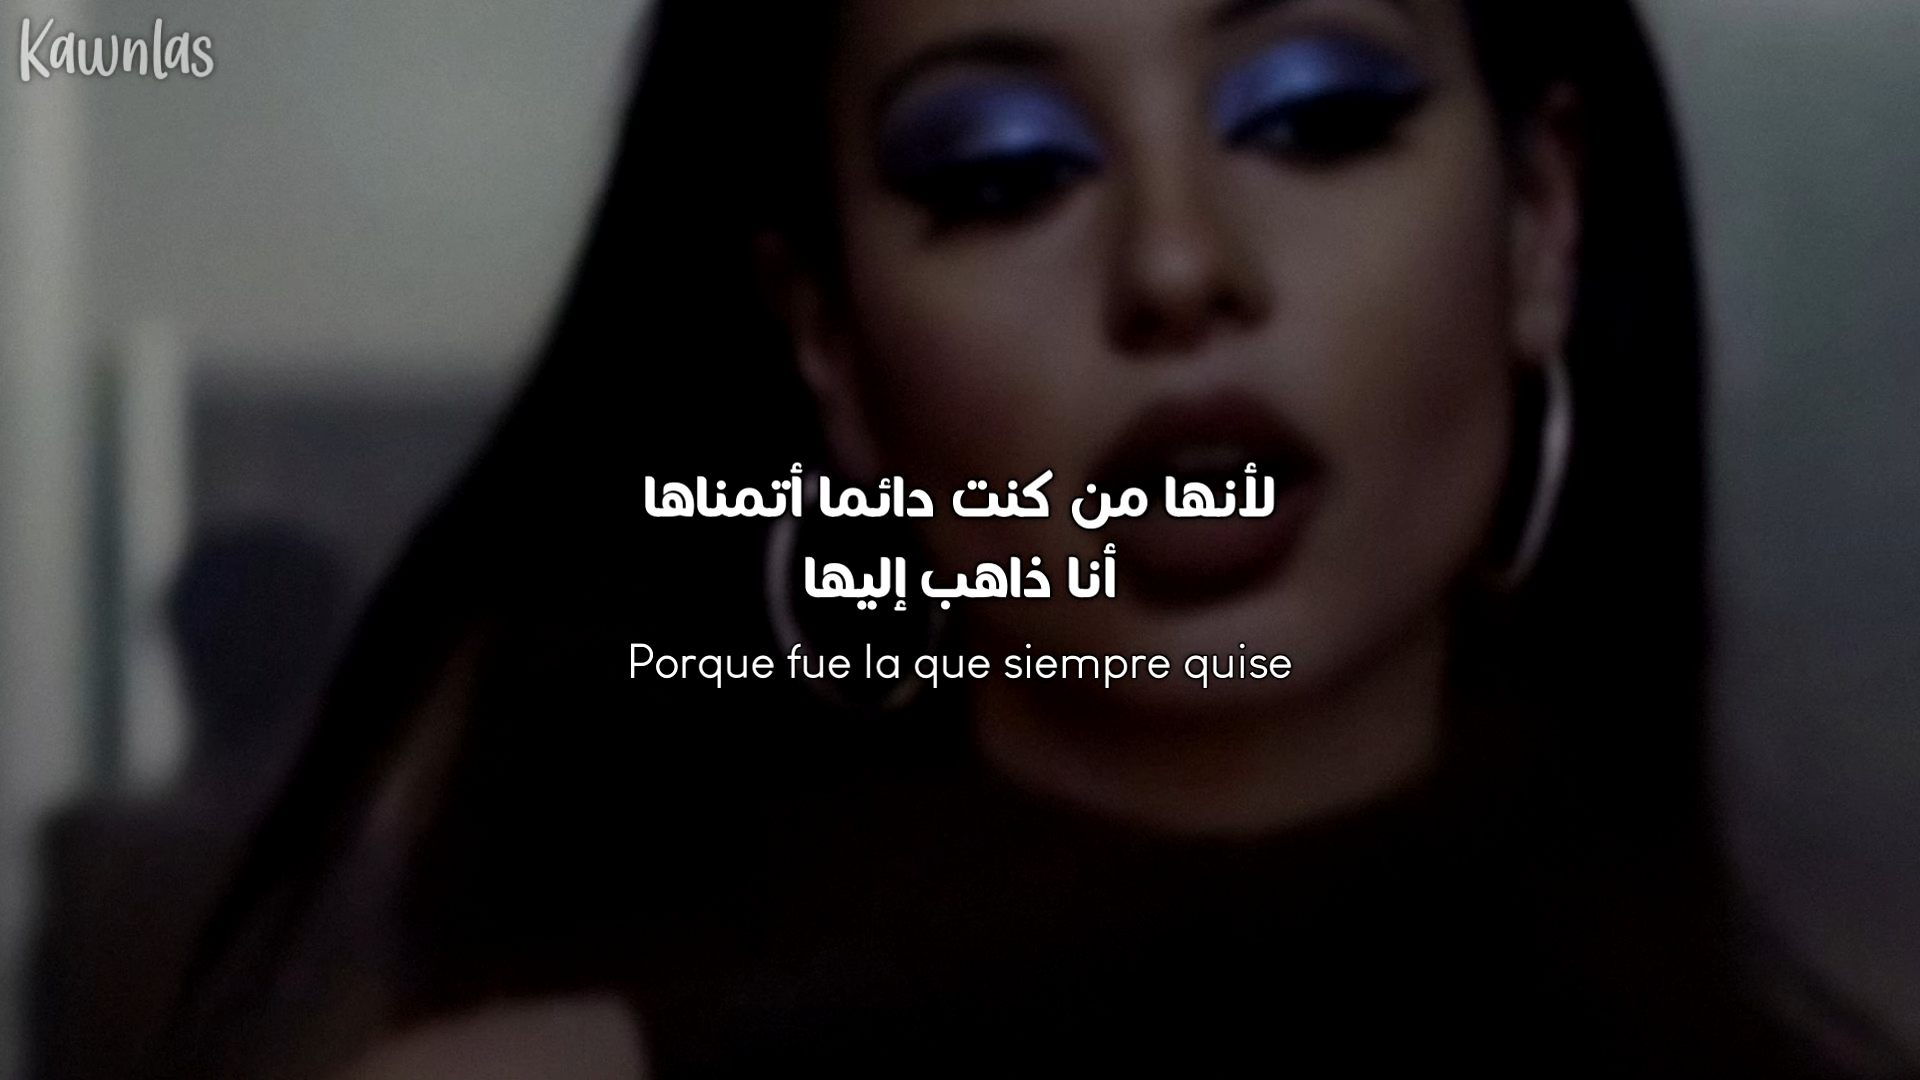 Kawnlas
لأنها من كنت دائما أتمناها
أنا ذاهب إليها
Porque fue la que siempre quise